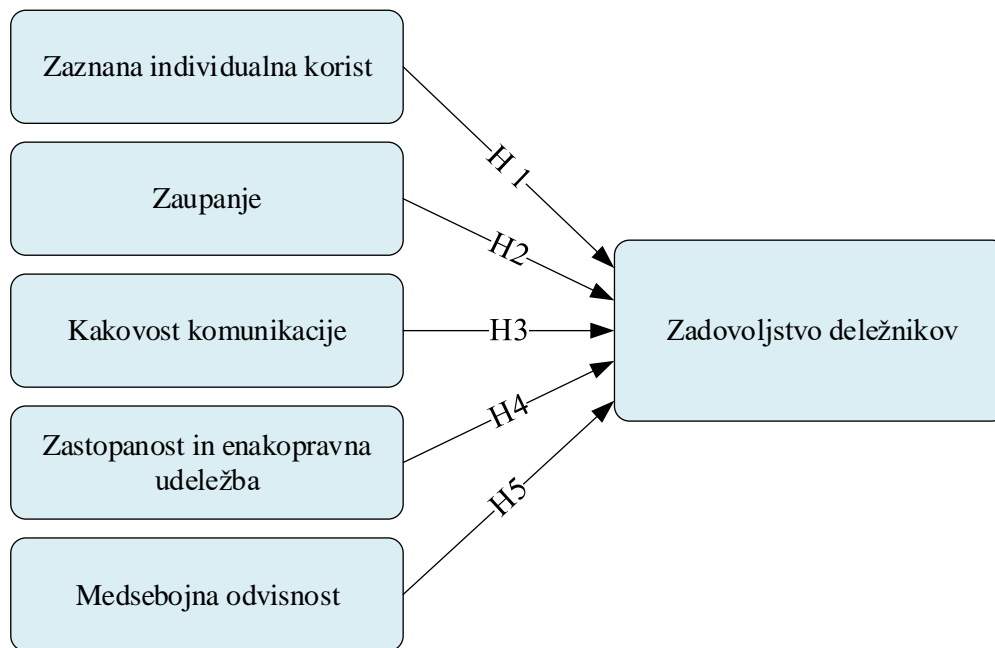 Zaznana individualna korist
H 1
Zaupanje
H2
Kakovost komunikacije
H3
Zadovoljstvo deležnikov
Zastopanost in enakopravna
udeležba
H4
Medsebojna odvisnost
H5